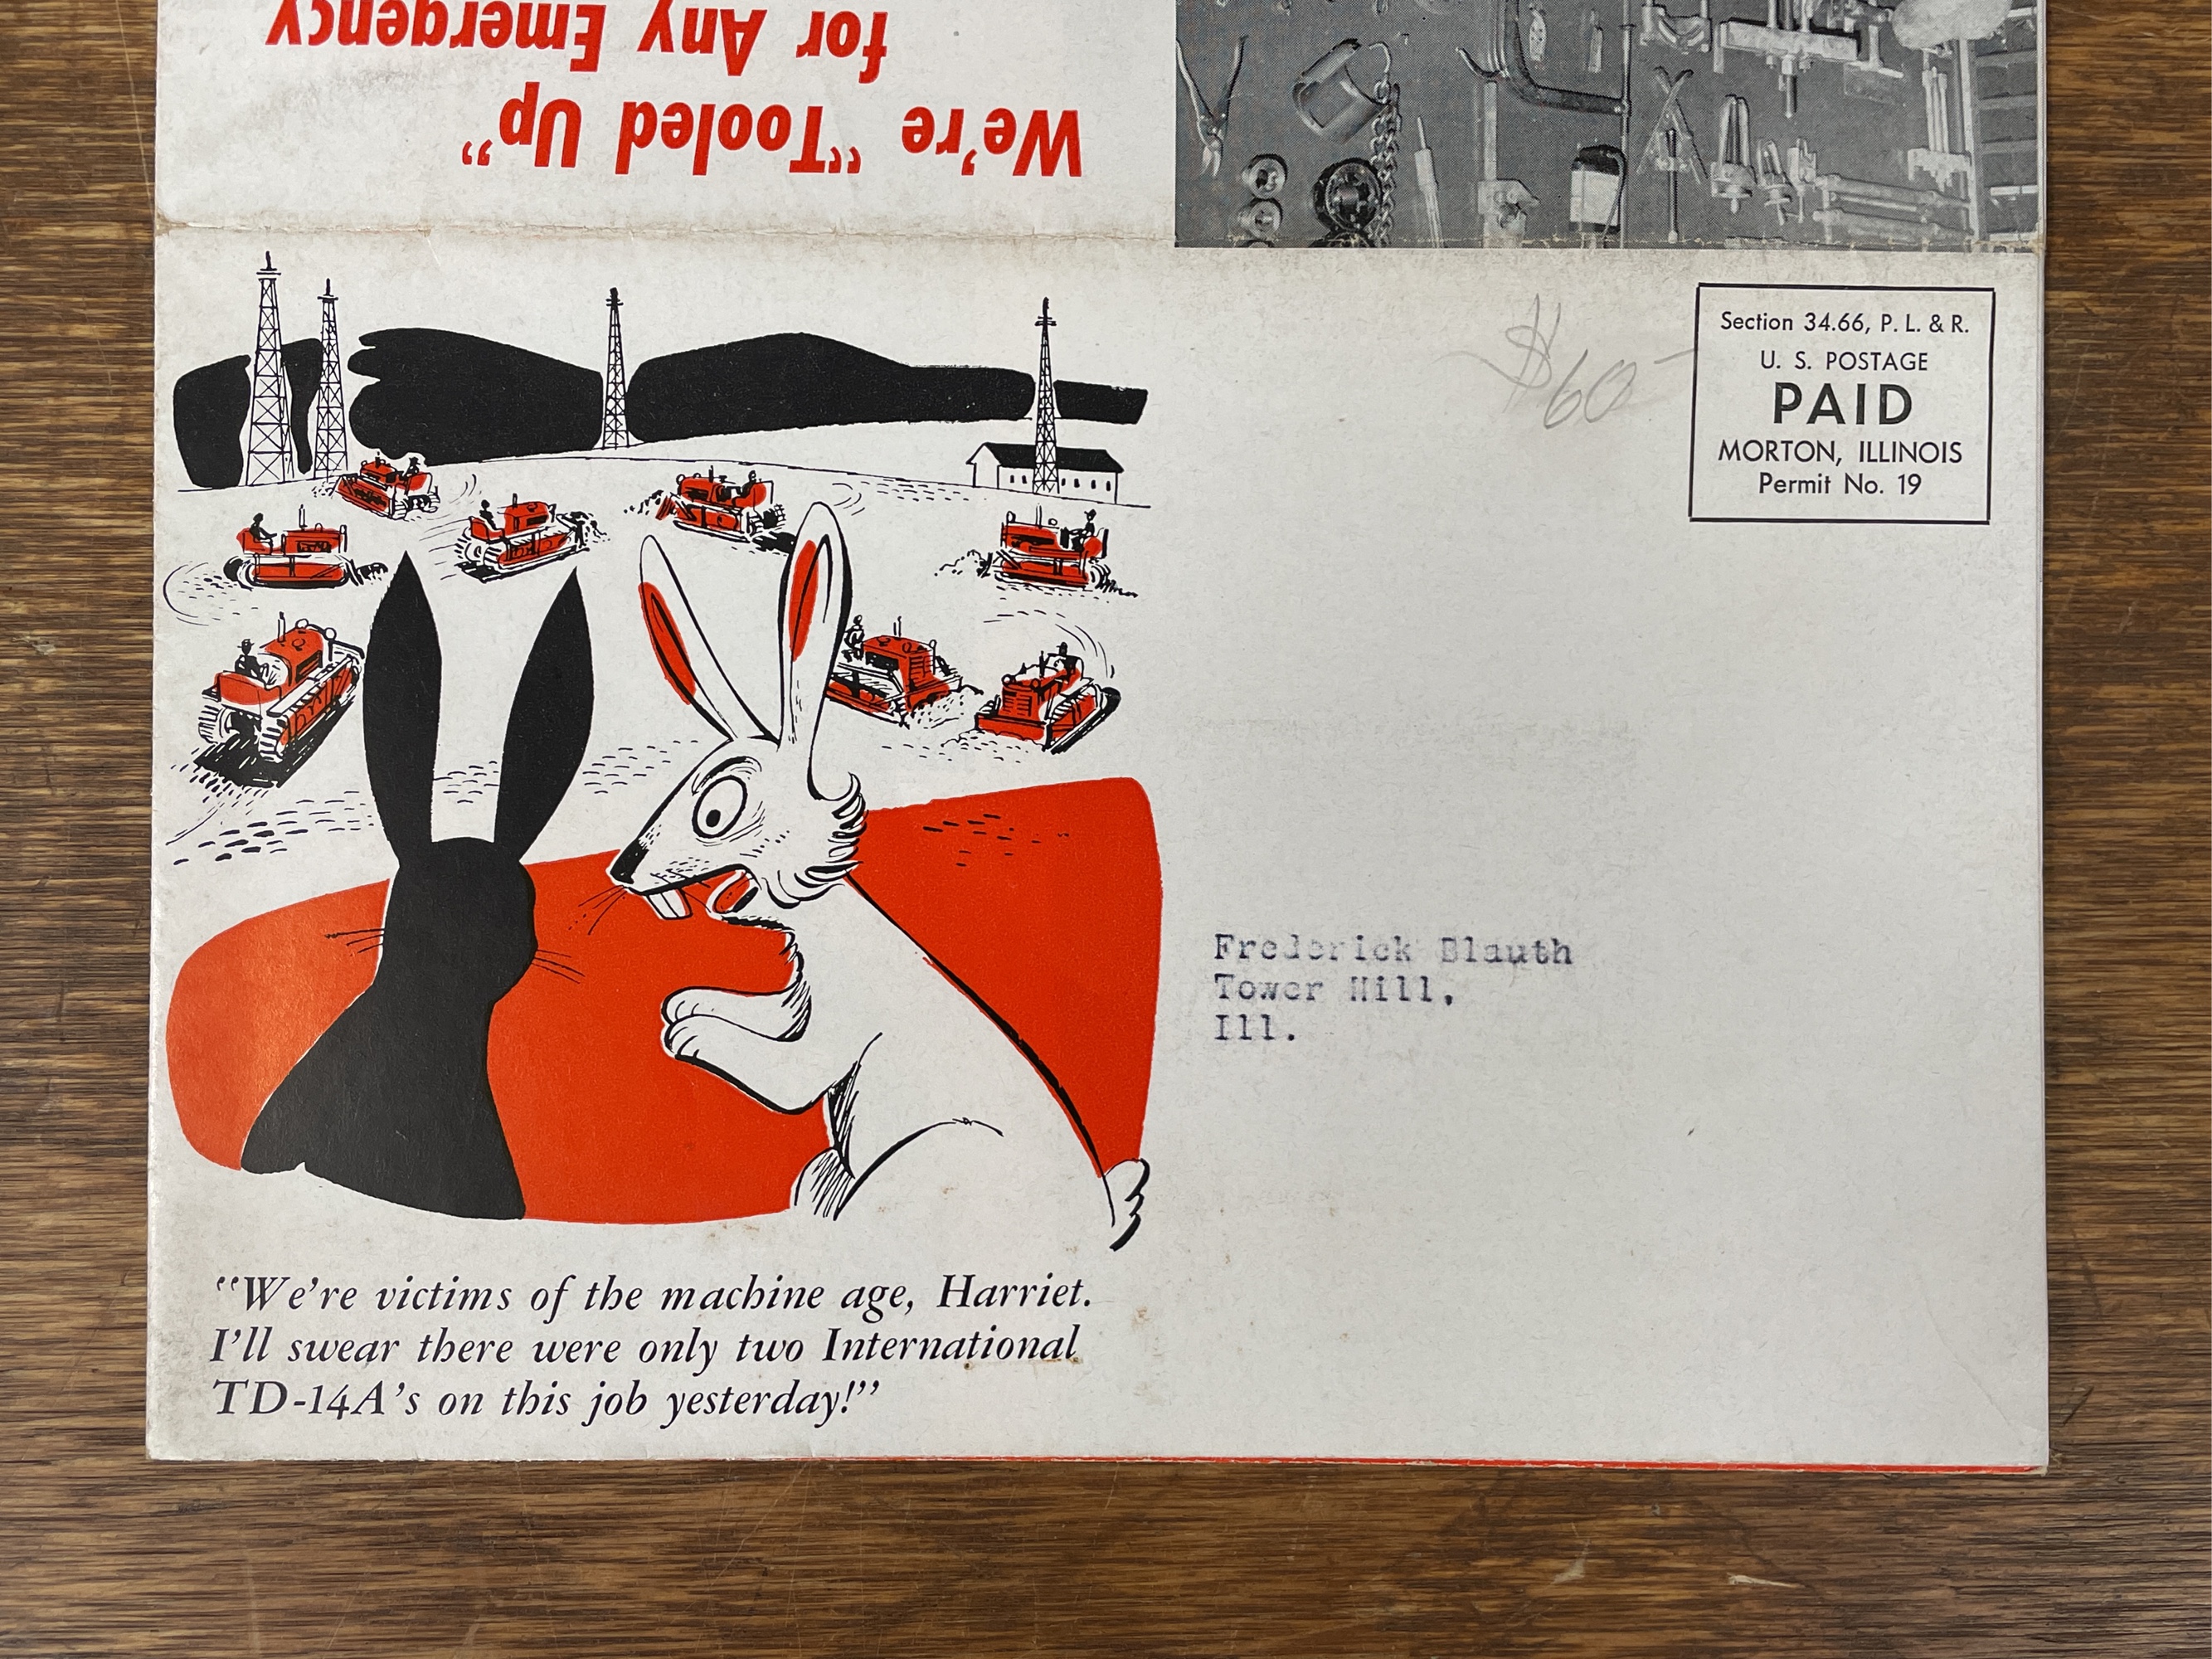 We're "Tooled Up"
for Any Emergency
$60-
Section 34.66, P. L. & R.
U. S. POSTAGE
PAID
MORTON, ILLINOIS
Permit No. 19
Frederick Blauth
Tower Hill,
Ill.
"We're victims of the machine age, Harriet.
I'll swear there were only two International
TD-14A's on this job yesterday!"